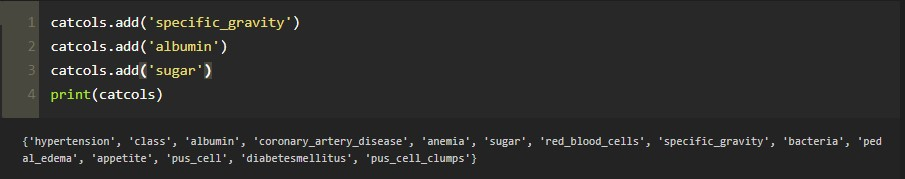 1 catcols.add('specific_gravity')
2 catcols.add('albumin')
3 catcols.add('sugar')
4 print(catcols)
{'hypertension', 'class', 'albumin', 'coronary_artery_disease', 'anemia', 'sugar', 'red_blood_cells', 'specific_gravity', 'bacteria', 'ped
al_edema', 'appetite', 'pus_cell', 'diabetesmellitus', 'pus_cell_clumps'}